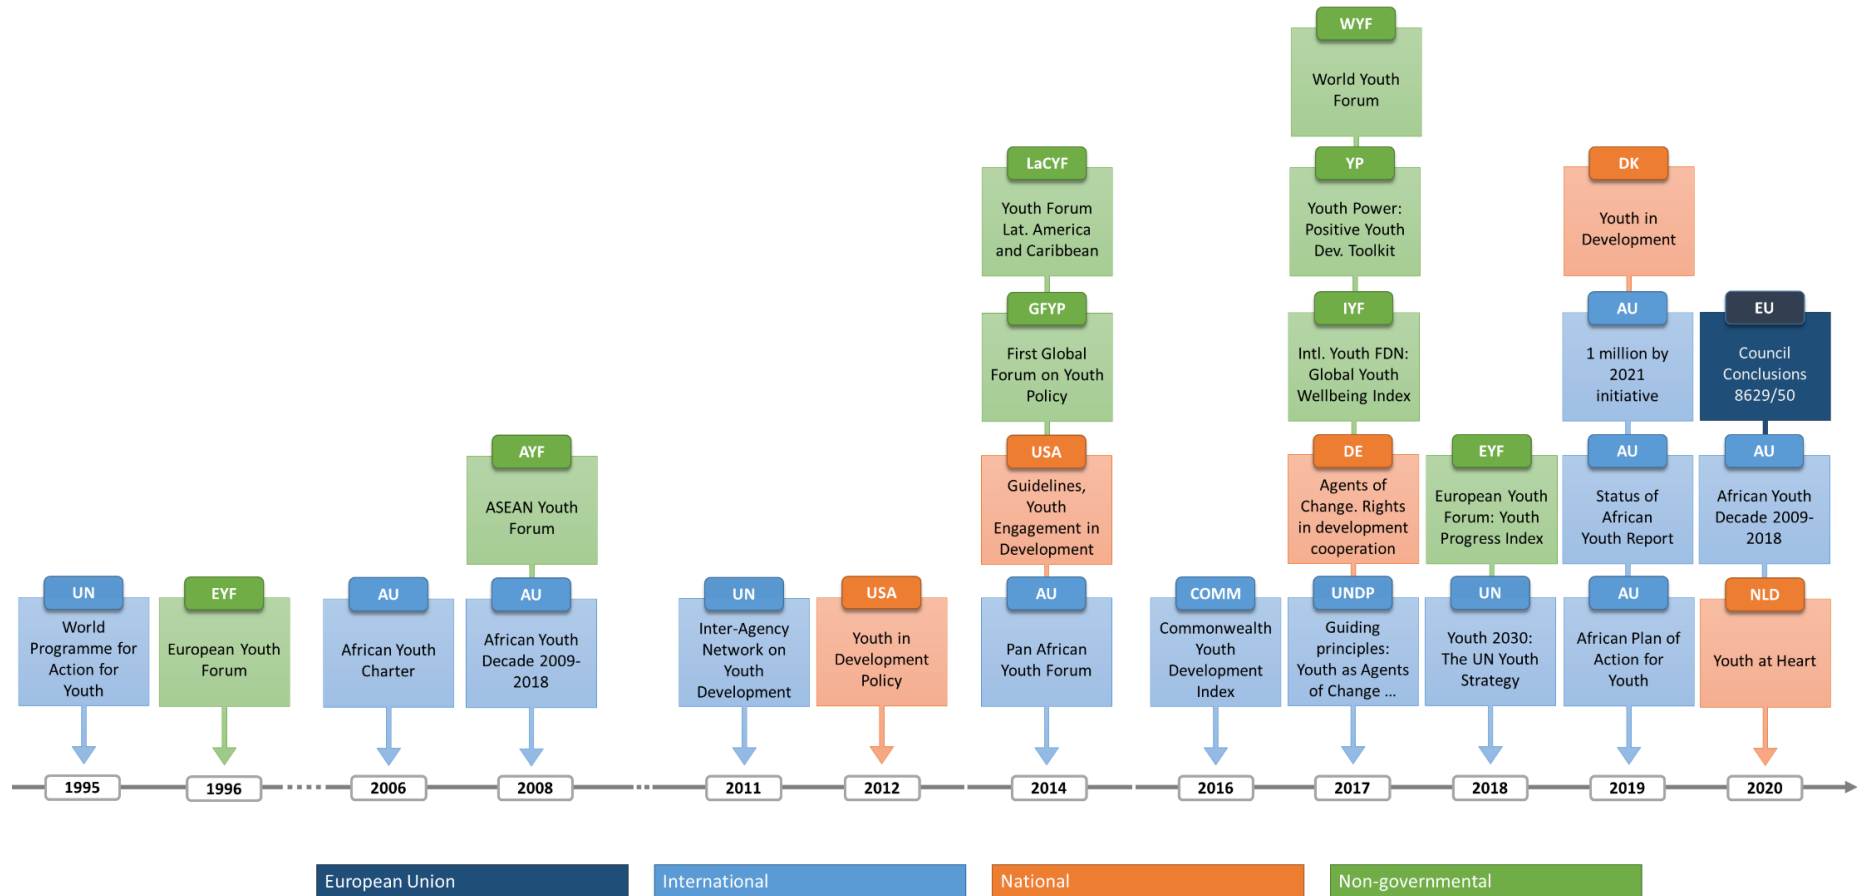 WYF
World Youth
Forum
LaCYF
Youth Forum
Lat. America
and Caribbean
YP
Youth Power:
Positive Youth
Dev. Toolkit
DK
Youth in
Development
GFYP
First Global
Forum on Youth
Policy
IYF
Intl. Youth FDN:
Global Youth
Wellbeing Index
AU
1 million by
2021
initiative
EU
Council
Conclusions
8629/50
AYF
ASEAN Youth
Forum
USA
Guidelines,
Youth
Engagement in
Development
DE
Agents of
Change. Rights
in development
cooperation
EYF
European Youth
Forum: Youth
Progress Index
AU
Status of
African
Youth Report
AU
African Youth
Decade 2009-
2018
UN
World
Programme for
Action for
Youth
EYF
European Youth
Forum
AU
African Youth
Charter
AU
African Youth
Decade 2009-
2018
UN
Inter-Agency
Network on
Youth
Development
USA
Youth in
Development
Policy
AU
Pan African
Youth Forum
COMM
Commonwealth
Youth
Development
Index
UNDP
Guiding
principles:
Youth as Agents
of Change ...
UN
Youth 2030:
The UN Youth
Strategy
AU
African Plan of
Action for
Youth
NLD
Youth at Heart
1995
1996
2006
2008
2011
2012
2014
2016
2017
2018
2019
2020
European Union
International
National
Non-governmental